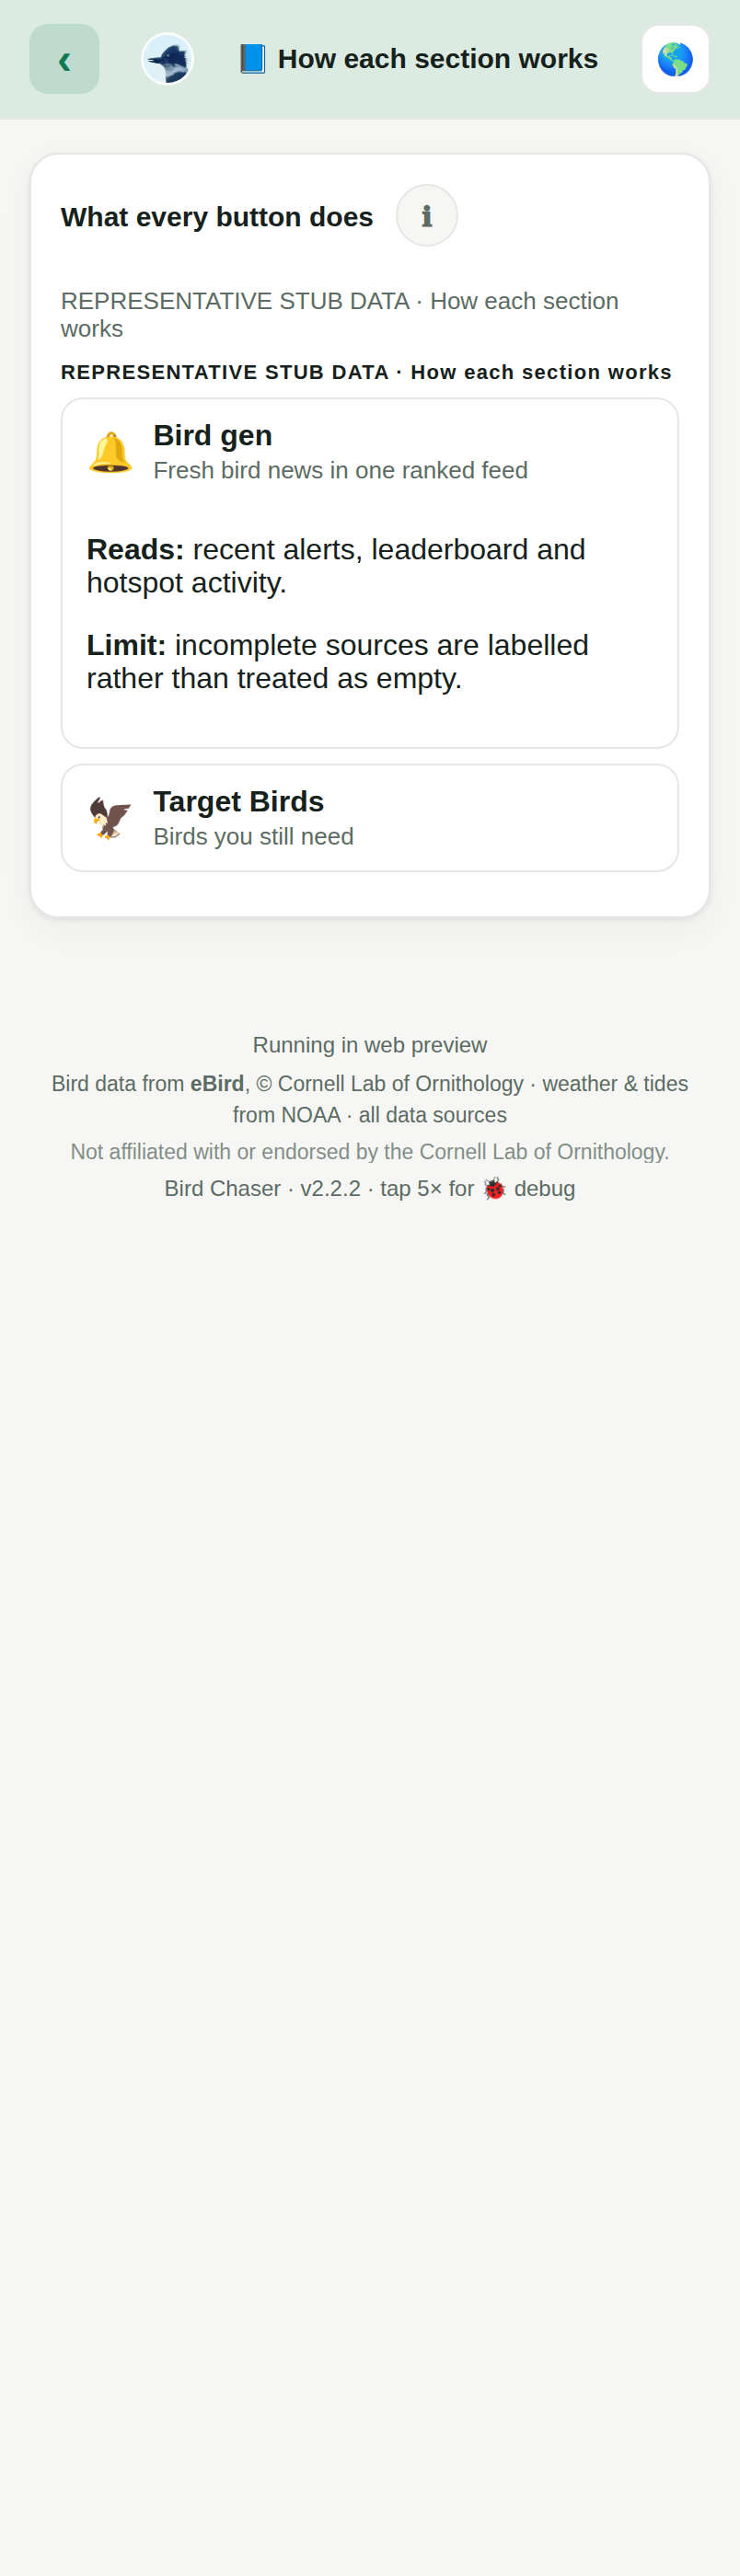 ‹ 📘 How each section works 🌎
What every button does ℹ
REPRESENTATIVE STUB DATA · How each section
works
REPRESENTATIVE STUB DATA · How each section works
🔔 Bird gen
Fresh bird news in one ranked feed
Reads: recent alerts, leaderboard and
hotspot activity.
Limit: incomplete sources are labelled
rather than treated as empty.
🦅 Target Birds
Birds you still need
Running in web preview
Bird data from eBird, © Cornell Lab of Ornithology · weather & tides
from NOAA · all data sources
Not affiliated with or endorsed by the Cornell Lab of Ornithology.
Bird Chaser · v2.2.2 · tap 5× for 🐞 debug